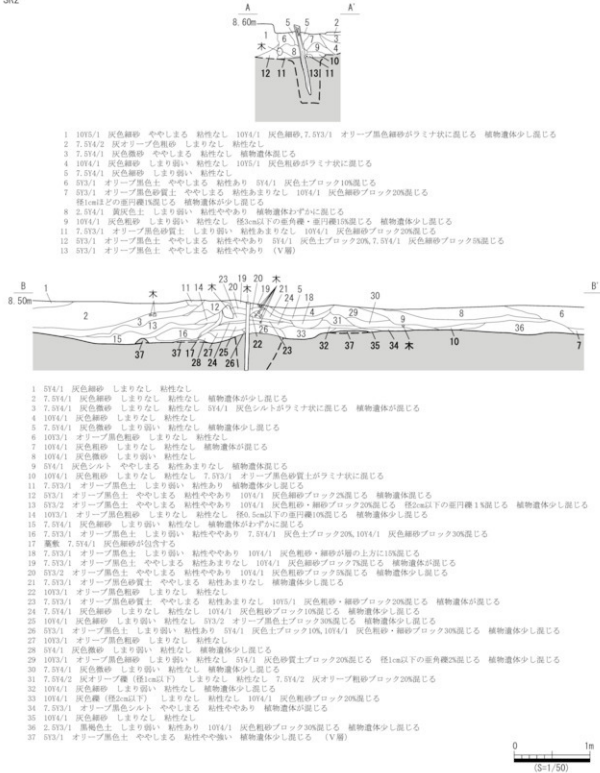 SK2
A A'
8.60m
木
1 10Y5/1 灰色細砂 ややしまる 粘性なし 10Y4/1 灰色細砂,7.5Y3/1 オリーブ黒色細砂がラミナ状に混じる 植物遺体少し混じる
2 7.5Y4/2 灰オリーブ色粗砂 しまりなし 粘性なし
3 7.5Y4/1 灰色微砂 ややしまる 粘性なし 植物遺体混じる
4 10Y4/1 灰色細砂 しまり弱い 粘性なし 10Y5/1 灰色粗砂がラミナ状に混じる
5 7.5Y4/1 灰色細砂 しまり弱い 粘性なし
6 5Y3/1 オリーブ黒色土 ややしまる 粘性あり 5Y4/1 灰色土ブロック10%混じる
7 5Y3/1 オリーブ黒色砂質土 ややしまる 粘性あまりなし 10Y4/1 灰色細砂ブロック20%混じる
径1cmほどの亜円礫1%混じる 植物遺体が少し混じる
8 2.5Y4/1 黄灰色土 しまり弱い 粘性ややあり 植物遺体わずかに混じる
9 10Y4/1 灰色粗砂 しまり弱い 粘性なし 径3cm以下の亜角礫・亜円礫15%混じる 植物遺体少し混じる
11 7.5Y3/1 オリーブ黒色砂質土 しまり弱い 粘性あまりなし 10Y4/1 灰色細砂ブロック20%混じる
12 5Y3/1 オリーブ黒色土 ややしまる 粘性ややあり 5Y4/1 灰色土ブロック20%,7.5Y4/1 灰色細砂ブロック5%混じる
13 5Y3/1 オリーブ黒色土 ややしまる 粘性ややあり (V層)
B B'
8.50m
木
1 5Y4/1 灰色細砂 しまりなし 粘性なし
2 7.5Y4/1 灰色微砂 しまりなし 粘性なし 植物遺体が少し混じる
3 7.5Y4/1 灰色微砂 しまりなし 粘性なし 5Y4/1 灰色シルトがラミナ状に混じる 植物遺体が混じる
4 10Y4/1 灰色細砂 しまりなし 粘性なし
5 7.5Y4/1 灰色微砂 しまり弱い 粘性なし 植物遺体少し混じる
6 10Y3/1 オリーブ黒色粗砂 しまりなし 粘性なし
7 10Y4/1 灰色粗砂 しまりなし 粘性なし 植物遺体が混じる
8 10Y4/1 灰色微砂 しまり弱い 粘性なし
9 5Y4/1 灰色シルト ややしまる 粘性あまりなし 植物遺体混じる
10 10Y4/1 灰色粗砂 しまりなし 粘性なし 7.5Y3/1 オリーブ黒色砂質土がラミナ状に混じる
11 7.5Y3/1 オリーブ黒色土 しまり弱い 粘性あり 植物遺体少し混じる
12 5Y3/1 オリーブ黒色土 ややしまる 粘性ややあり 10Y4/1 灰色細砂ブロック2%混じる 植物遺体混じる
13 5Y3/2 オリーブ黒色土 ややしまる 粘性ややあり 10Y4/1 灰色粗砂・細砂ブロック20%混じる 径2cm以下の亜円礫1%混じる 植物遺体少し混じる
14 10Y3/1 オリーブ黒色粗砂 しまりなし 粘性なし 径0.5cm以下の亜円礫10%混じる 植物遺体少し混じる
15 7.5Y4/1 灰色細砂 しまり弱い 粘性なし 植物遺体がわずかに混じる
16 7.5Y3/1 オリーブ黒色土 しまり弱い 粘性ややあり 7.5Y4/1 灰色土ブロック20%,10Y4/1 灰色細砂ブロック30%混じる
17 藁敷 7.5Y4/1 灰色細砂が包含する
18 7.5Y3/1 オリーブ黒色土 しまり弱い 粘性ややあり 10Y4/1 灰色粗砂・細砂が層の上方に15%混じる
19 7.5Y3/1 オリーブ黒色土 ややしまる 粘性あまりなし 10Y4/1 灰色細砂ブロック7%混じる 植物遺体が混じる
20 5Y3/2 オリーブ黒色土 ややしまる 粘性ややあり 10Y4/1 灰色粗砂ブロック5%混じる 植物遺体少し混じる
21 7.5Y3/1 オリーブ黒色砂質土 ややしまる 粘性あまりなし 植物遺体少し混じる
22 10Y3/1 オリーブ黒色粗砂 しまりなし 粘性なし
23 7.5Y3/1 オリーブ黒色砂質土 ややしまる 粘性あまりなし 10Y5/1 灰色粗砂・細砂ブロック20%混じる 植物遺体が混じる
24 7.5Y4/1 灰色細砂 しまりなし 粘性なし 10Y4/1 灰色粗砂ブロック10%混じる 植物遺体少し混じる
25 10Y4/1 灰色細砂 しまり弱い 粘性なし 5Y3/2 オリーブ黒色土ブロック30%混じる 植物遺体少し混じる
26 5Y3/1 オリーブ黒色土 しまり弱い 粘性あり 5Y4/1 灰色土ブロック10%,10Y4/1 灰色粗砂・細砂ブロック30%混じる 植物遺体少し混じる
27 10Y3/1 オリーブ黒色粗砂 しまりなし 粘性なし
28 5Y4/1 灰色微砂 しまり弱い 粘性なし 植物遺体少し混じる
29 10Y3/1 オリーブ黒色細砂 しまり弱い 粘性なし 5Y4/1 灰色砂質土ブロック20%混じる 径1cm以下の亜角礫2%混じる 植物遺体少し混じる
30 7.5Y4/1 灰色微砂 しまり弱い 粘性なし 植物遺体少し混じる
31 7.5Y4/2 灰オリーブ礫(径1cm以下) しまりなし 粘性なし 7.5Y4/2 灰オリーブ粗砂ブロック20%混じる
32 10Y4/1 灰色細砂 しまり弱い 粘性なし 植物遺体少し混じる
33 10Y4/1 灰色礫(径2cm以下) しまりなし 粘性なし 10Y4/1 灰色粗砂ブロック20%混じる
34 7.5Y3/1 オリーブ黒色シルト ややしまる 粘性ややあり 植物遺体が混じる
35 10Y4/1 灰色細砂 しまりなし 粘性なし
36 2.5Y3/1 黒褐色土 しまり弱い 粘性あり 10Y4/1 灰色粗砂ブロック30%混じる 植物遺体少し混じる
37 5Y3/1 オリーブ黒色土 ややしまる 粘性やや強い 植物遺体少し混じる (V層)
0 1m
(S=1/50)